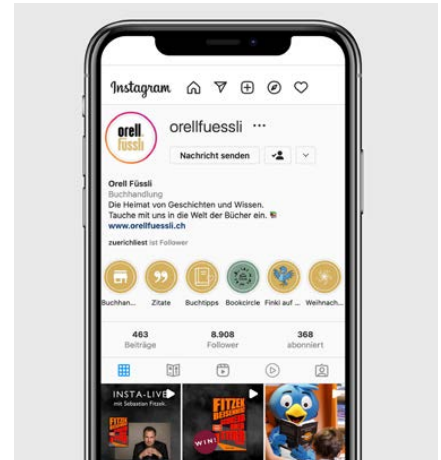 Instagram
orell
füssli
orellfuessli ...
Nachricht senden
Orell Füssli
Buchhandlung
Die Heimat von Geschichten und Wissen.
Tauche mit uns in die Welt der Bücher ein.
www.orellfuessli.ch
zuerichliest ist Follower
Buchhan... Zitate Buchtipps Bookcircle Finki auf ... Weihnach...
463 8.908 368
Beiträge Follower abonniert
INSTA-LIVE
mit Sebastian Fitzek
FITZEK
WIN!